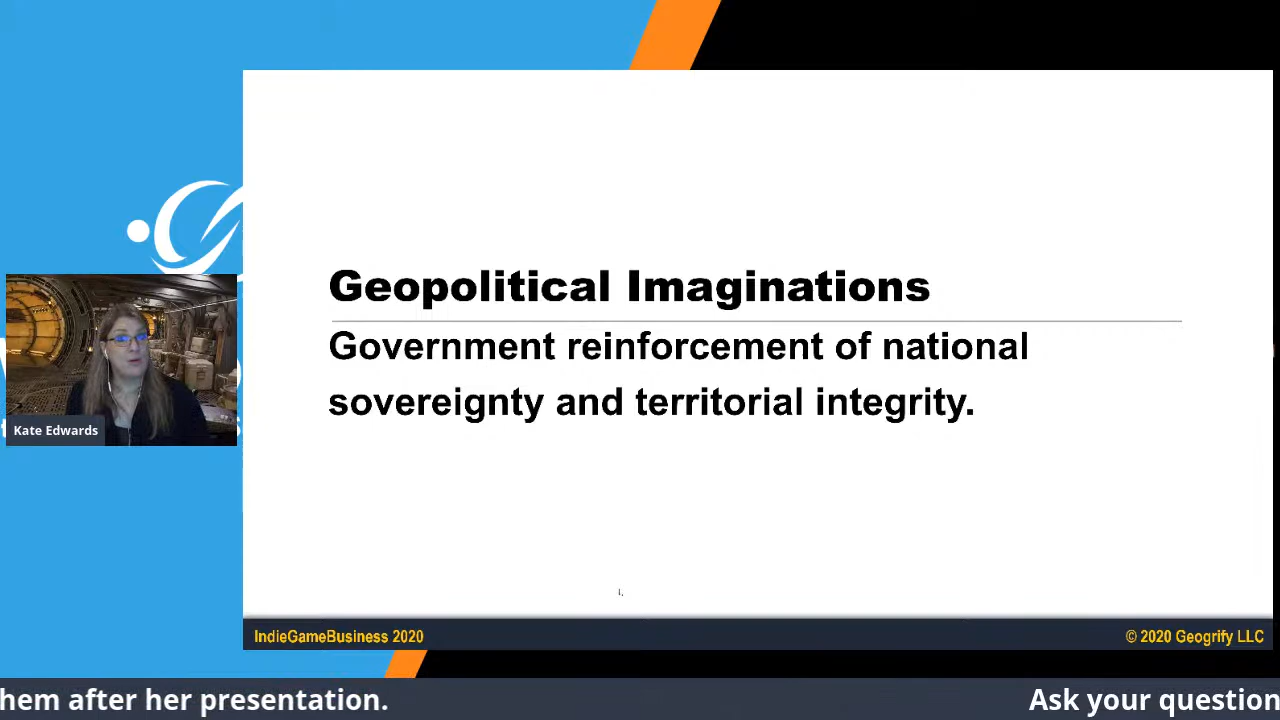 Geopolitical Imaginations
Government reinforcement of national
sovereignty and territorial integrity.
Kate Edwards
IndieGameBusiness 2020
© 2020 Geogrify LLC
hem after her presentation.
Ask your question